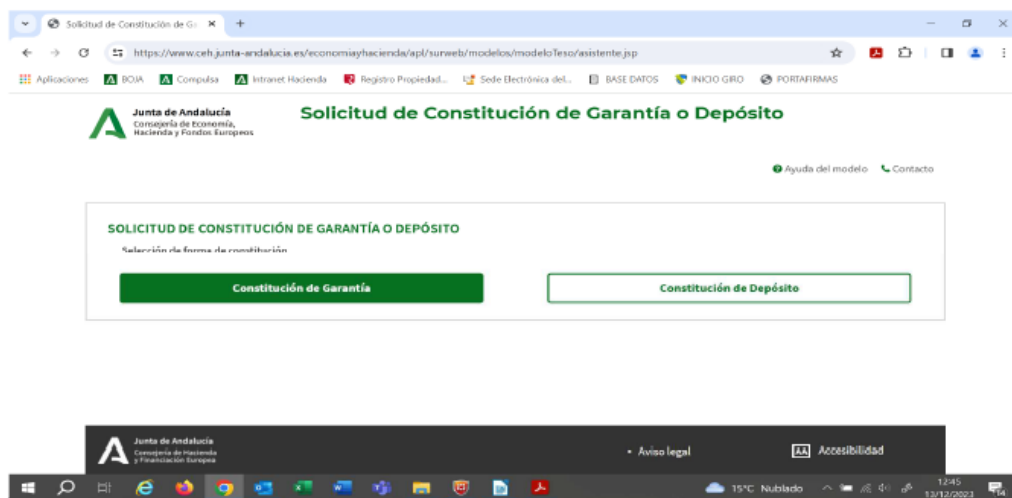 Solicitud de Constitución de Ga
https://www.ceh.junta-andalucia.es/economiayhacienda/apl/surweb/modelos/modeloTeso/asistente.jsp
Aplicaciones BOJA Compulsa Intranet Hacienda Registro Propiedad... Sede Electrónica del... BASE DATOS INICIO GIRO PORTAFIRMAS
Junta de Andalucía
Consejería de Economía,
Hacienda y Fondos Europeos
Solicitud de Constitución de Garantía o Depósito
Ayuda del modelo Contacto
SOLICITUD DE CONSTITUCIÓN DE GARANTÍA O DEPÓSITO
Selección de forma de constitución
Constitución de Garantía Constitución de Depósito
Junta de Andalucía
Consejería de Hacienda
y Financiación Europea
• Aviso legal
AA Accesibilidad
15°C Nublado
12:45
13/12/2023